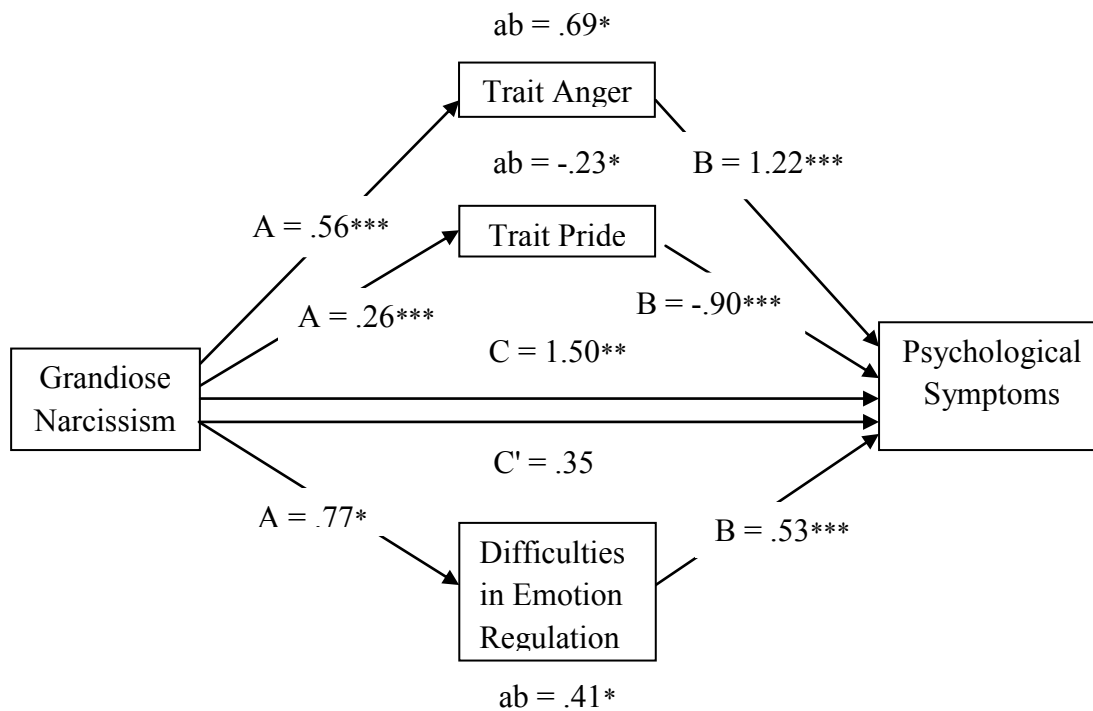 ab = .69*
Trait Anger
ab = -.23*
B = 1.22***
A = .56***
Trait Pride
A = .26***
B = -.90***
C = 1.50**
Grandiose
Narcissism
Psychological
Symptoms
C' = .35
A = .77*
B = .53***
Difficulties
in Emotion
Regulation
ab = .41*